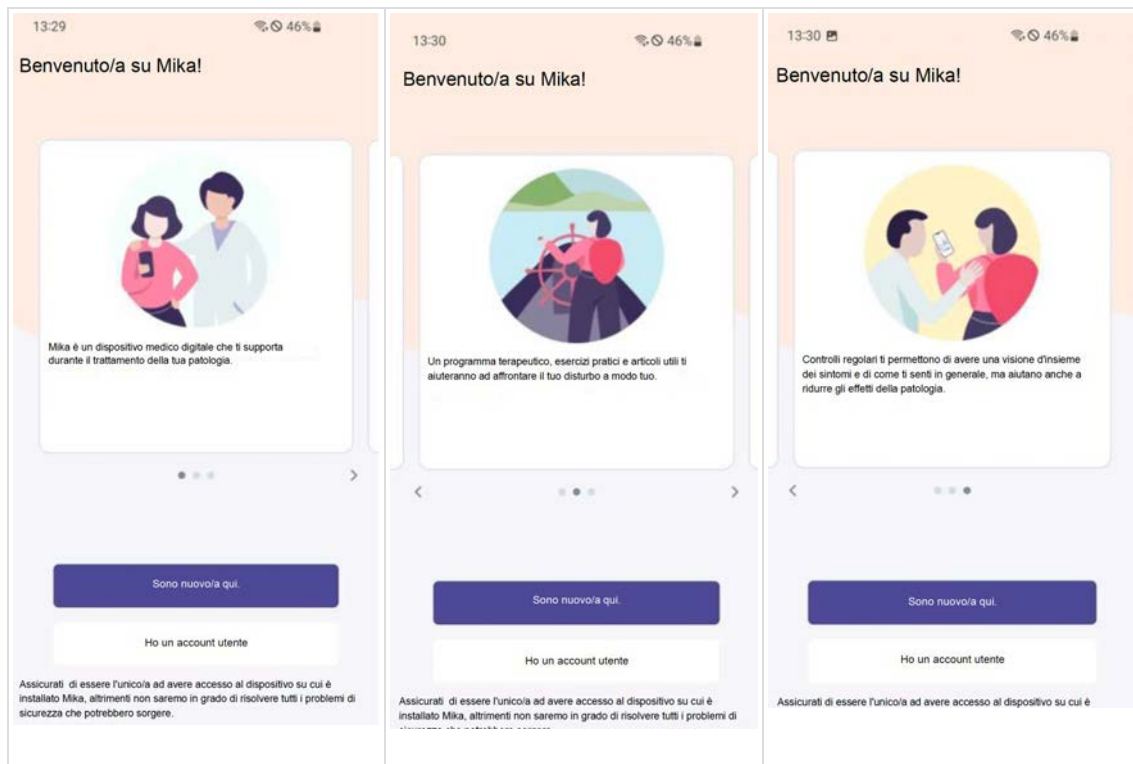 13:29
46%
Benvenuto/a su Mika!
Mika è un dispositivo medico digitale che ti supporta
durante il trattamento della tua patologia.
Sono nuovo/a qui.
Ho un account utente
Assicurati di essere l'unico/a ad avere accesso al dispositivo su cui è
installato Mika, altrimenti non saremo in grado di risolvere tutti i problemi di
sicurezza che potrebbero sorgere.
13:30
46%
Benvenuto/a su Mika!
Un programma terapeutico, esercizi pratici e articoli utili ti
aiuteranno ad affrontare il tuo disturbo a modo tuo.
Sono nuovo/a qui.
Ho un account utente
Assicurati di essere l'unico/a ad avere accesso al dispositivo su cui è
installato Mika, altrimenti non saremo in grado di risolvere tutti i problemi di
13:30
46%
Benvenuto/a su Mika!
Controlli regolari ti permettono di avere una visione d'insieme
dei sintomi e di come ti senti in generale, ma aiutano anche a
ridurre gli effetti della patologia.
Sono nuovo/a qui.
Ho un account utente
Assicurati di essere l'unico/a ad avere accesso al dispositivo su cui è